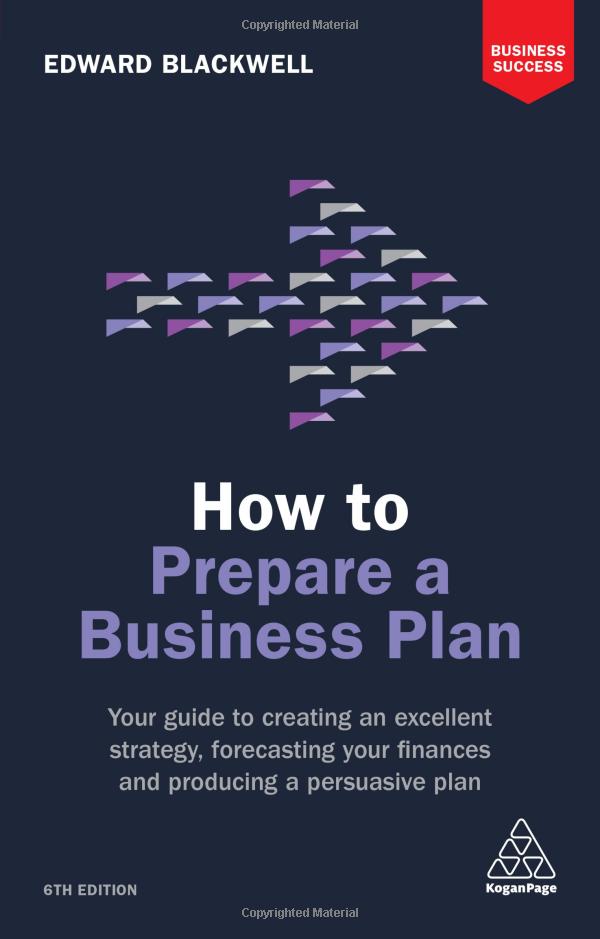 Copyrighted Material
EDWARD BLACKWELL
BUSINESS
SUCCESS
How to
Prepare a
Business Plan
Your guide to creating an excellent
strategy, forecasting your finances
and producing a persuasive plan
KoganPage
6TH EDITION
Copyrighted Material